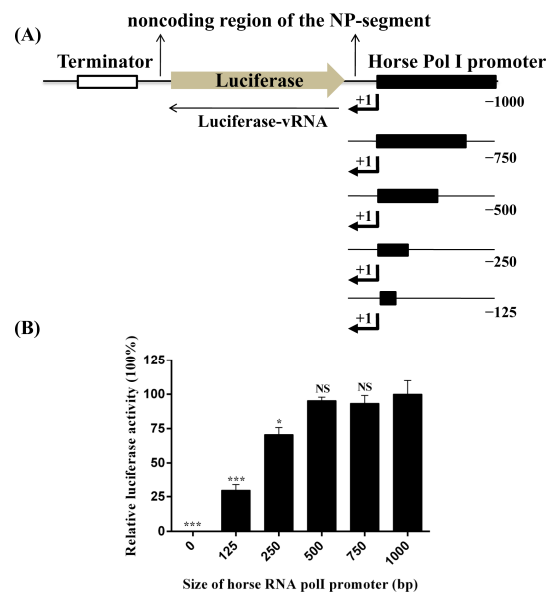 (A)
noncoding region of the NP-segment
Terminator
Luciferase
Horse Pol I promoter
+1
−1000
Luciferase-vRNA
+1
−750
+1
−500
+1
−250
+1
−125
(B)
Relative luciferase activity (100%)
125
100
75
50
25
0
***
***
*
NS
NS
0
125
250
500
750
1000
Size of horse RNA polI promoter (bp)